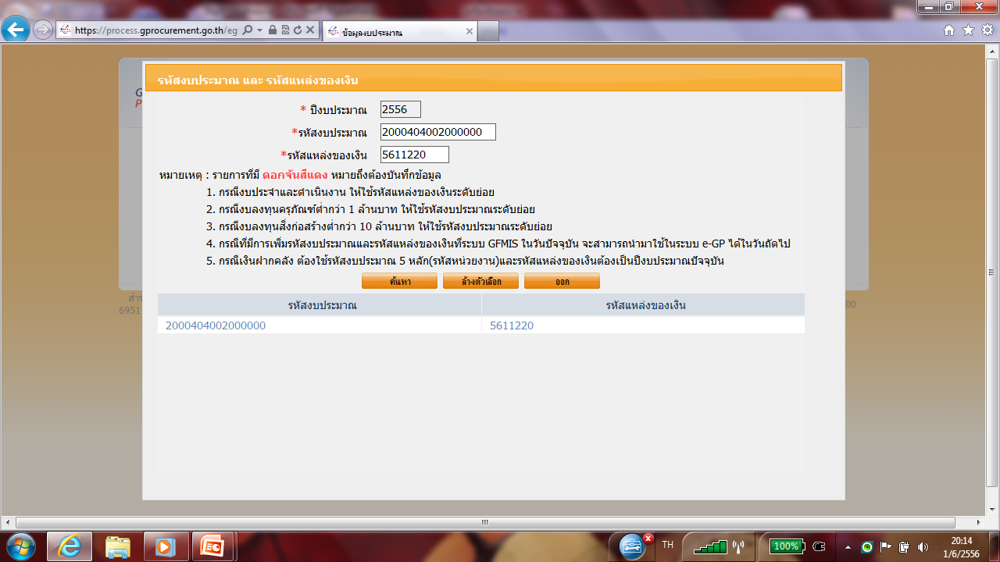 https://process.gprocurement.go.th/eg
ข้อมูลงบประมาณ
รหัสงบประมาณ และ รหัสแหล่งของเงิน
* ปีงบประมาณ 2556
*รหัสงบประมาณ 2000404002000000
*รหัสแหล่งของเงิน 5611220
หมายเหตุ : รายการที่มี ดอกจันสีแดง หมายถึงต้องบันทึกข้อมูล
1. กรณีงบประจำและดำเนินงาน ให้ใช้รหัสแหล่งของเงินระดับย่อย
2. กรณีงบลงทุนครุภัณฑ์ต่ำกว่า 1 ล้านบาท ให้ใช้รหัสงบประมาณระดับย่อย
3. กรณีงบลงทุนสิ่งก่อสร้างต่ำกว่า 10 ล้านบาท ให้ใช้รหัสงบประมาณระดับย่อย
4. กรณีที่มีการเพิ่มรหัสงบประมาณและรหัสแหล่งของเงินที่ระบบ GFMIS ในวันปัจจุบัน จะสามารถนำมาใช้ในระบบ e-GP ได้ในวันถัดไป
5. กรณีเงินฝากคลัง ต้องใช้รหัสงบประมาณ 5 หลัก(รหัสหน่วยงาน)และรหัสแหล่งของเงินต้องเป็นปีงบประมาณปัจจุบัน
ค้นหา ล้างตัวเลือก ออก
รหัสงบประมาณ รหัสแหล่งของเงิน
2000404002000000 5611220
6951
00
TH 100% 20:14
1/6/2556